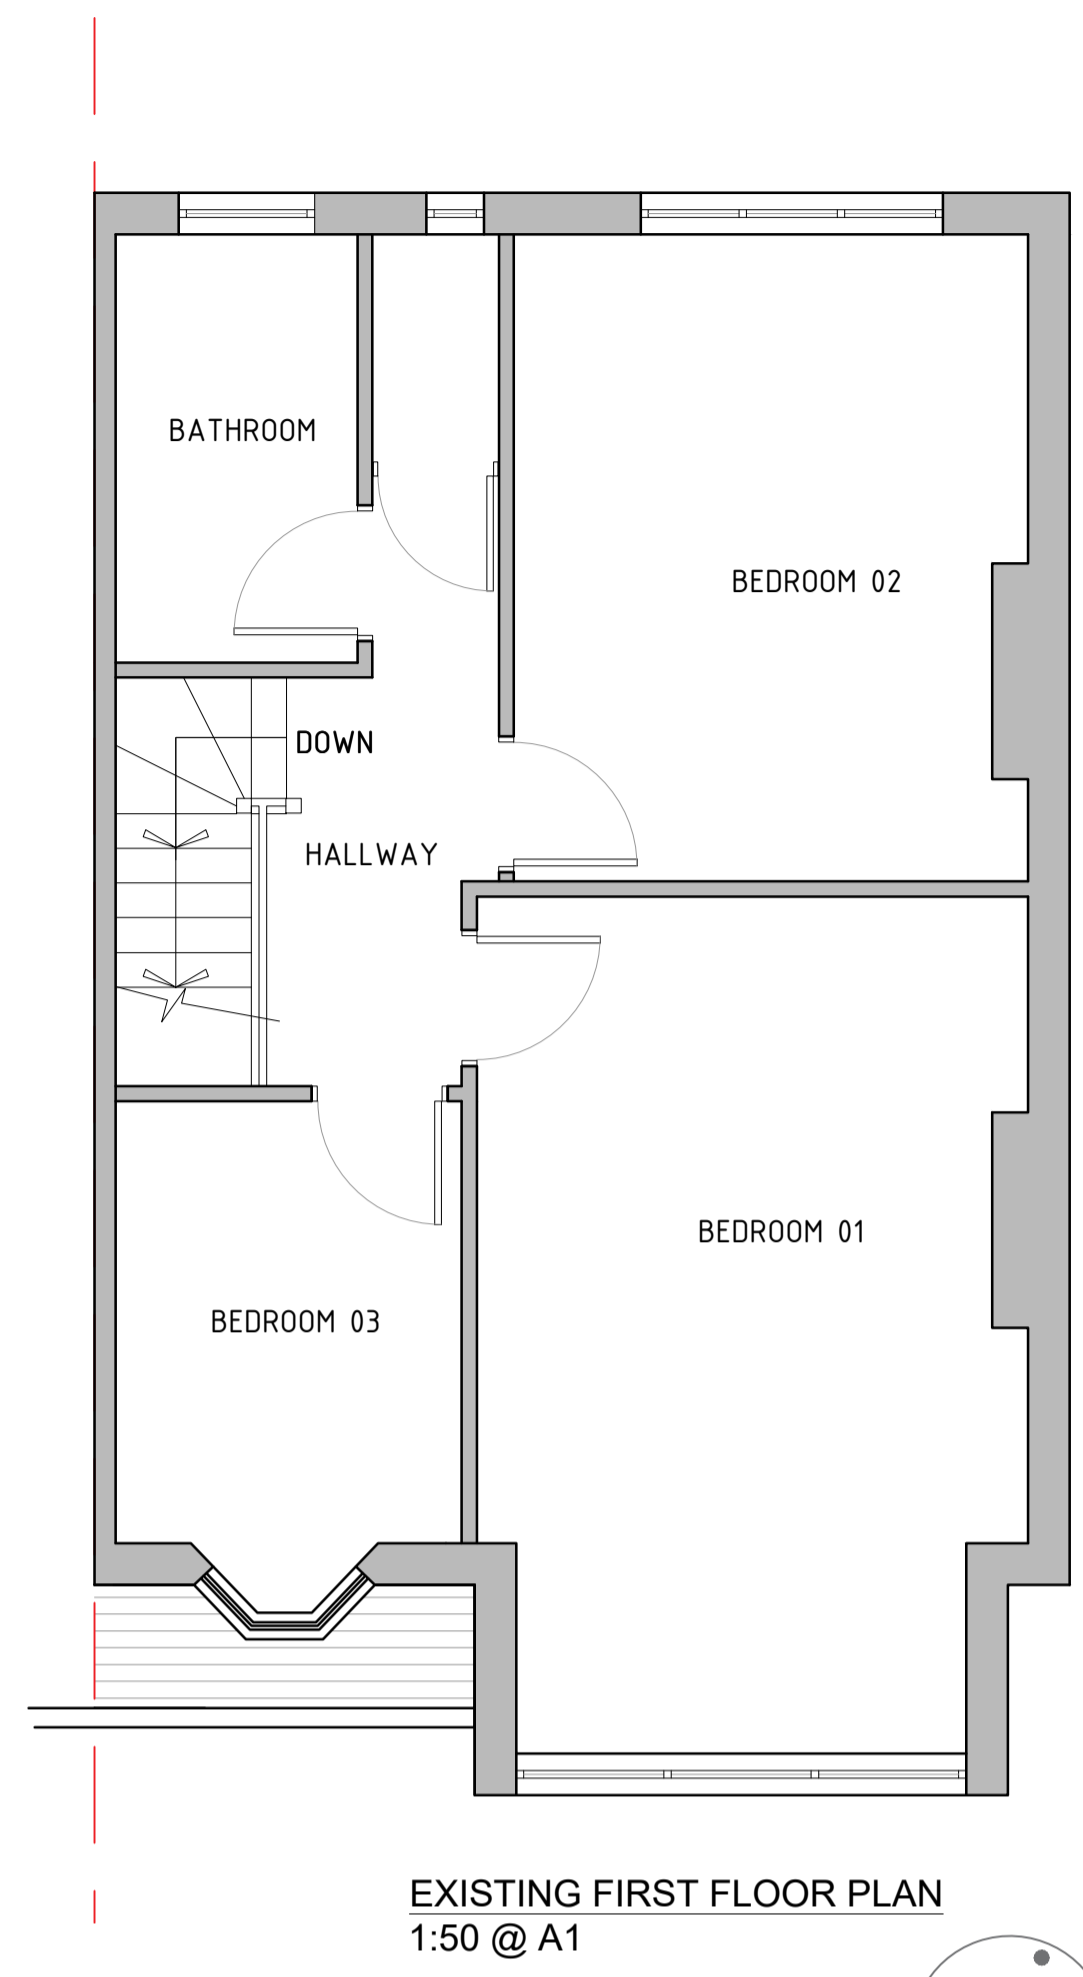 BATHROOM
BEDROOM 02
DOWN
HALLWAY
BEDROOM 01
BEDROOM 03
EXISTING FIRST FLOOR PLAN
1:50 @ A1